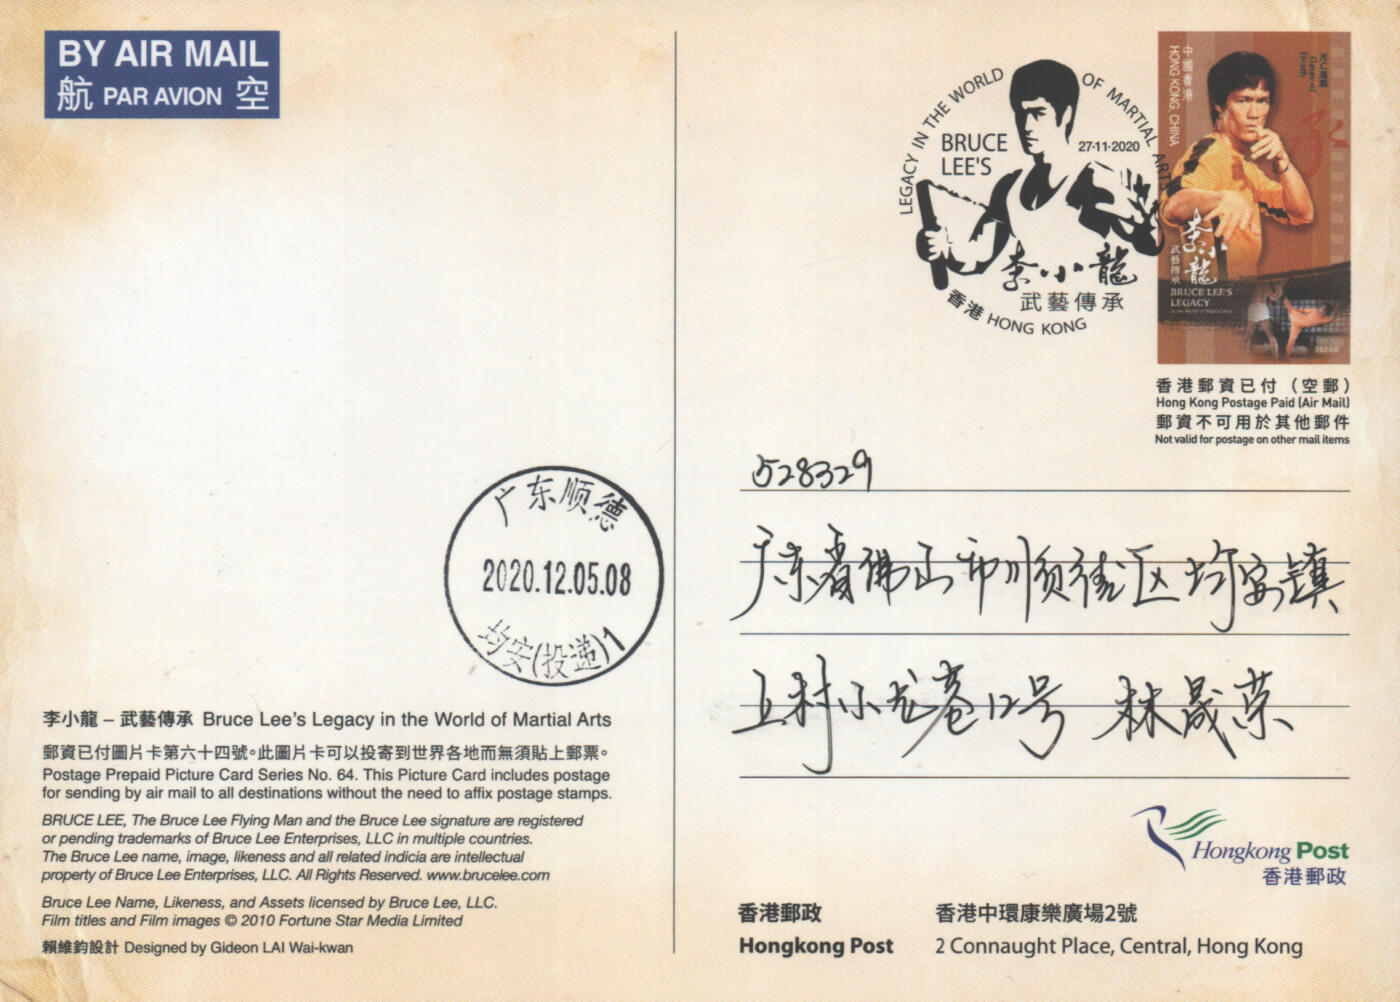 BY AIR MAIL
航 PAR AVION 空
LEGACY IN THE WORLD OF MARTIAL ARTS
BRUCE
LEE'S
27·11·2020
李小龍
武藝傳承
香港 HONG KONG
中國香港
HONG KONG, CHINA
死亡遊戲
Game of
Death
承
李小龍
武藝傳承
BRUCE LEE'S
LEGACY
in the World of Martial Arts
香港郵資已付（空郵）
Hong Kong Postage Paid (Air Mail)
郵資不可用於其他郵件
Not valid for postage on other mail items
528329
广东省佛山市顺德区均安镇
上村小龙巷12号 林晟荣
广东顺德
2020.12.05.08
均安(投递)1
李小龍 – 武藝傳承 Bruce Lee's Legacy in the World of Martial Arts
郵資已付圖片卡第六十四號。此圖片卡可以投寄到世界各地而無須貼上郵票。
Postage Prepaid Picture Card Series No. 64. This Picture Card includes postage
for sending by air mail to all destinations without the need to affix postage stamps.
BRUCE LEE, The Bruce Lee Flying Man and the Bruce Lee signature are registered
or pending trademarks of Bruce Lee Enterprises, LLC in multiple countries.
The Bruce Lee name, image, likeness and all related indicia are intellectual
property of Bruce Lee Enterprises, LLC. All Rights Reserved. www.brucelee.com
Bruce Lee Name, Likeness, and Assets licensed by Bruce Lee, LLC.
Film titles and Film images © 2010 Fortune Star Media Limited
賴維鈞設計 Designed by Gideon LAI Wai-kwan
Hongkong Post
香港郵政
香港郵政 香港中環康樂廣場2號
Hongkong Post 2 Connaught Place, Central, Hong Kong